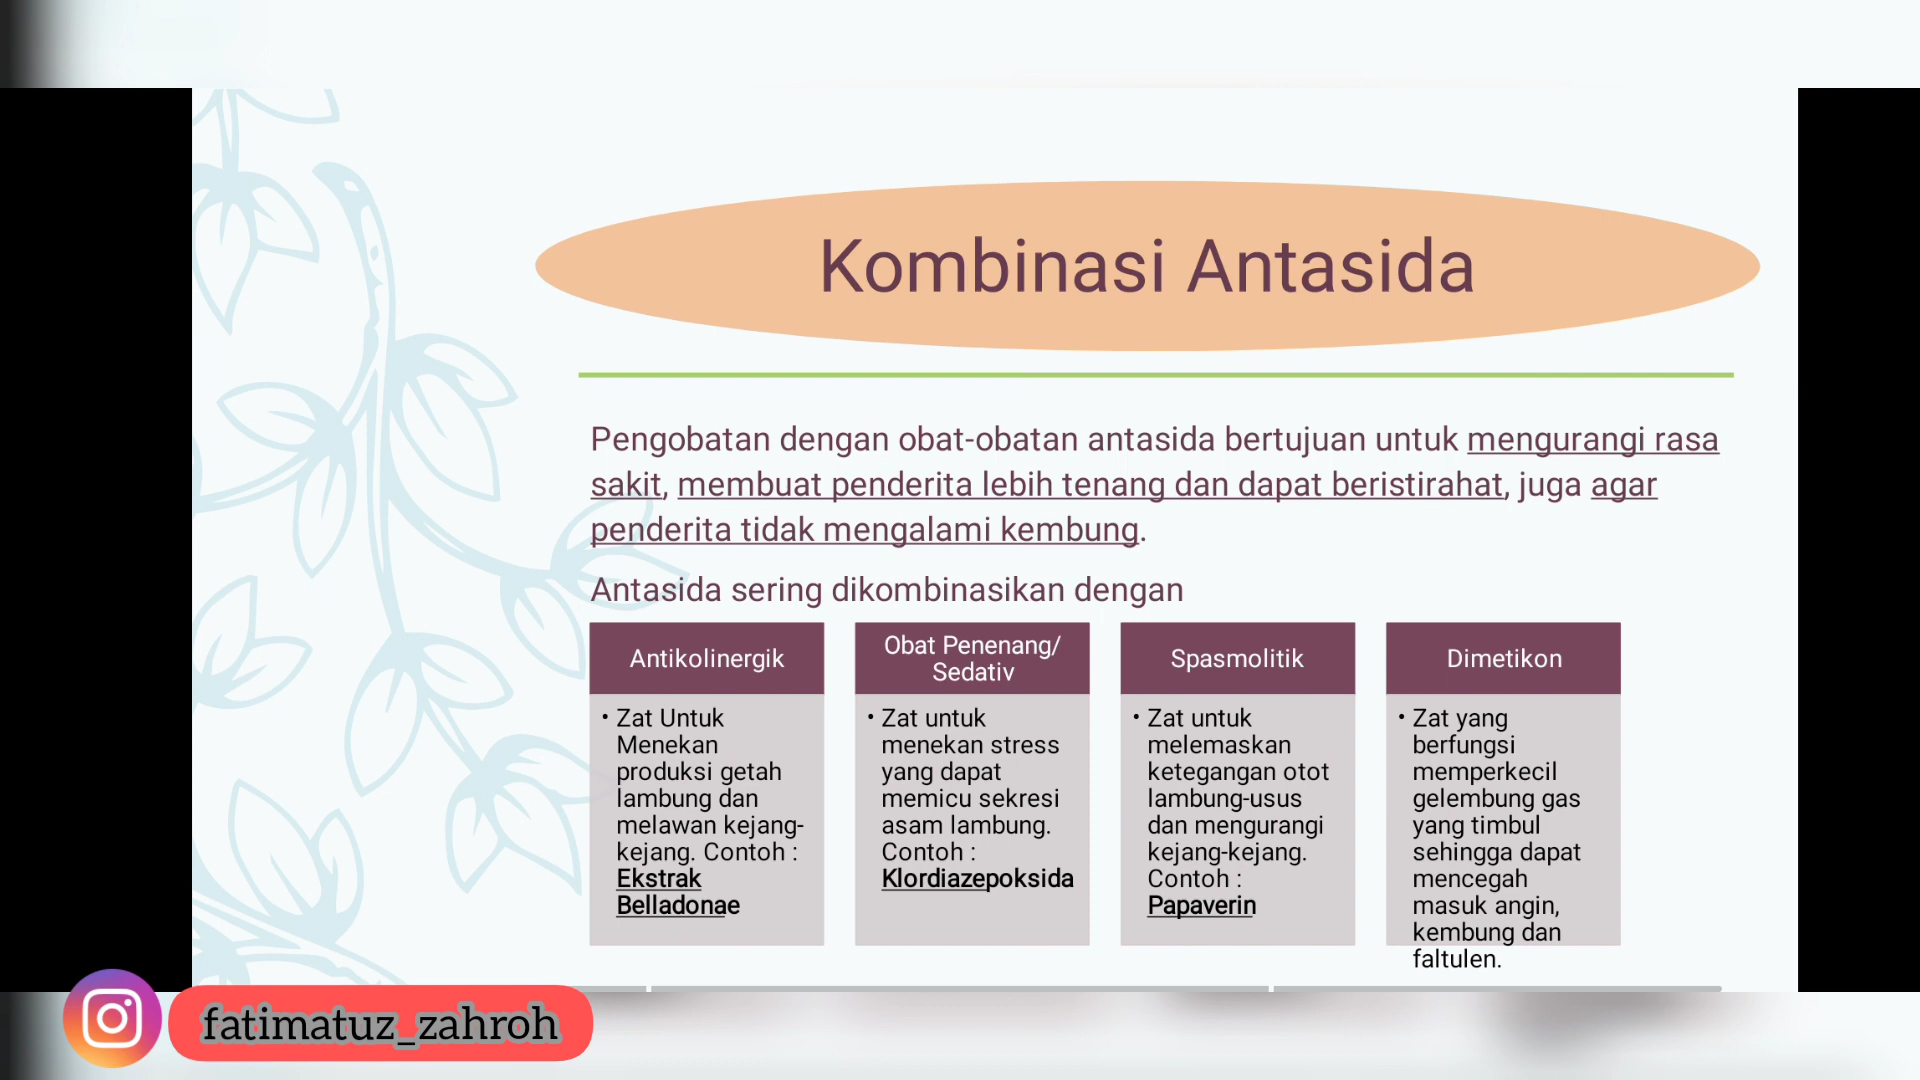 Kombinasi Antasida
Pengobatan dengan obat-obatan antasida bertujuan untuk mengurangi rasa
sakit, membuat penderita lebih tenang dan dapat beristirahat, juga agar
penderita tidak mengalami kembung.
Antasida sering dikombinasikan dengan
Antikolinergik
• Zat Untuk
Menekan
produksi getah
lambung dan
melawan kejang-
kejang. Contoh :
Ekstrak
Belladonae
Obat Penenang/
Sedativ
• Zat untuk
menekan stress
yang dapat
memicu sekresi
asam lambung.
Contoh :
Klordiazepoksida
Spasmolitik
• Zat untuk
melemaskan
ketegangan otot
lambung-usus
dan mengurangi
kejang-kejang.
Contoh :
Papaverin
Dimetikon
• Zat yang
berfungsi
memperkecil
gelembung gas
yang timbul
sehingga dapat
mencegah
masuk angin,
kembung dan
faltulen.
fatimatuz_zahroh